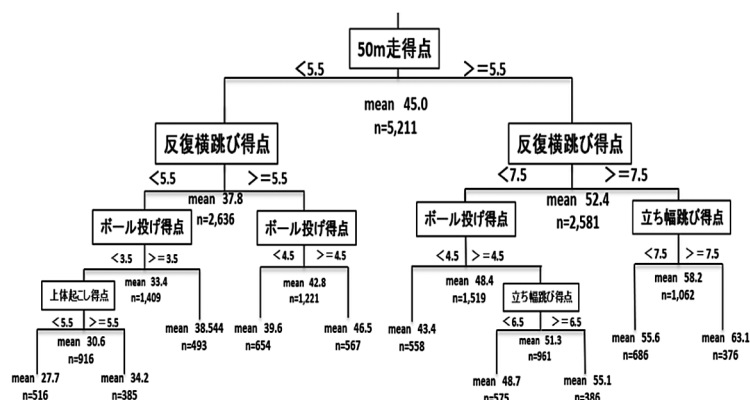 50m走得点
<5.5 >=5.5
mean 45.0
n=5,211
反復横跳び得点 反復横跳び得点
<5.5 >=5.5 <7.5 >=7.5
mean 37.8 mean 52.4
n=2,636 n=2,581
ボール投げ得点 ボール投げ得点 ボール投げ得点 立ち幅跳び得点
<3.5 >=3.5 <4.5 >=4.5 <4.5 >=4.5 <7.5 >=7.5
mean 33.4 mean 42.8 mean 48.4 mean 58.2
n=1,409 n=1,221 n=1,519 n=1,062
上体起こし得点 立ち幅跳び得点
<5.5 >=5.5 <6.5 >=6.5
mean 30.6 mean 38.544 mean 39.6 mean 46.5 mean 43.4 mean 51.3 mean 55.6 mean 63.1
n=916 n=493 n=654 n=567 n=558 n=961 n=686 n=376
mean 27.7 mean 34.2 mean 48.7 mean 55.1
n=516 n=385 n=575 n=386